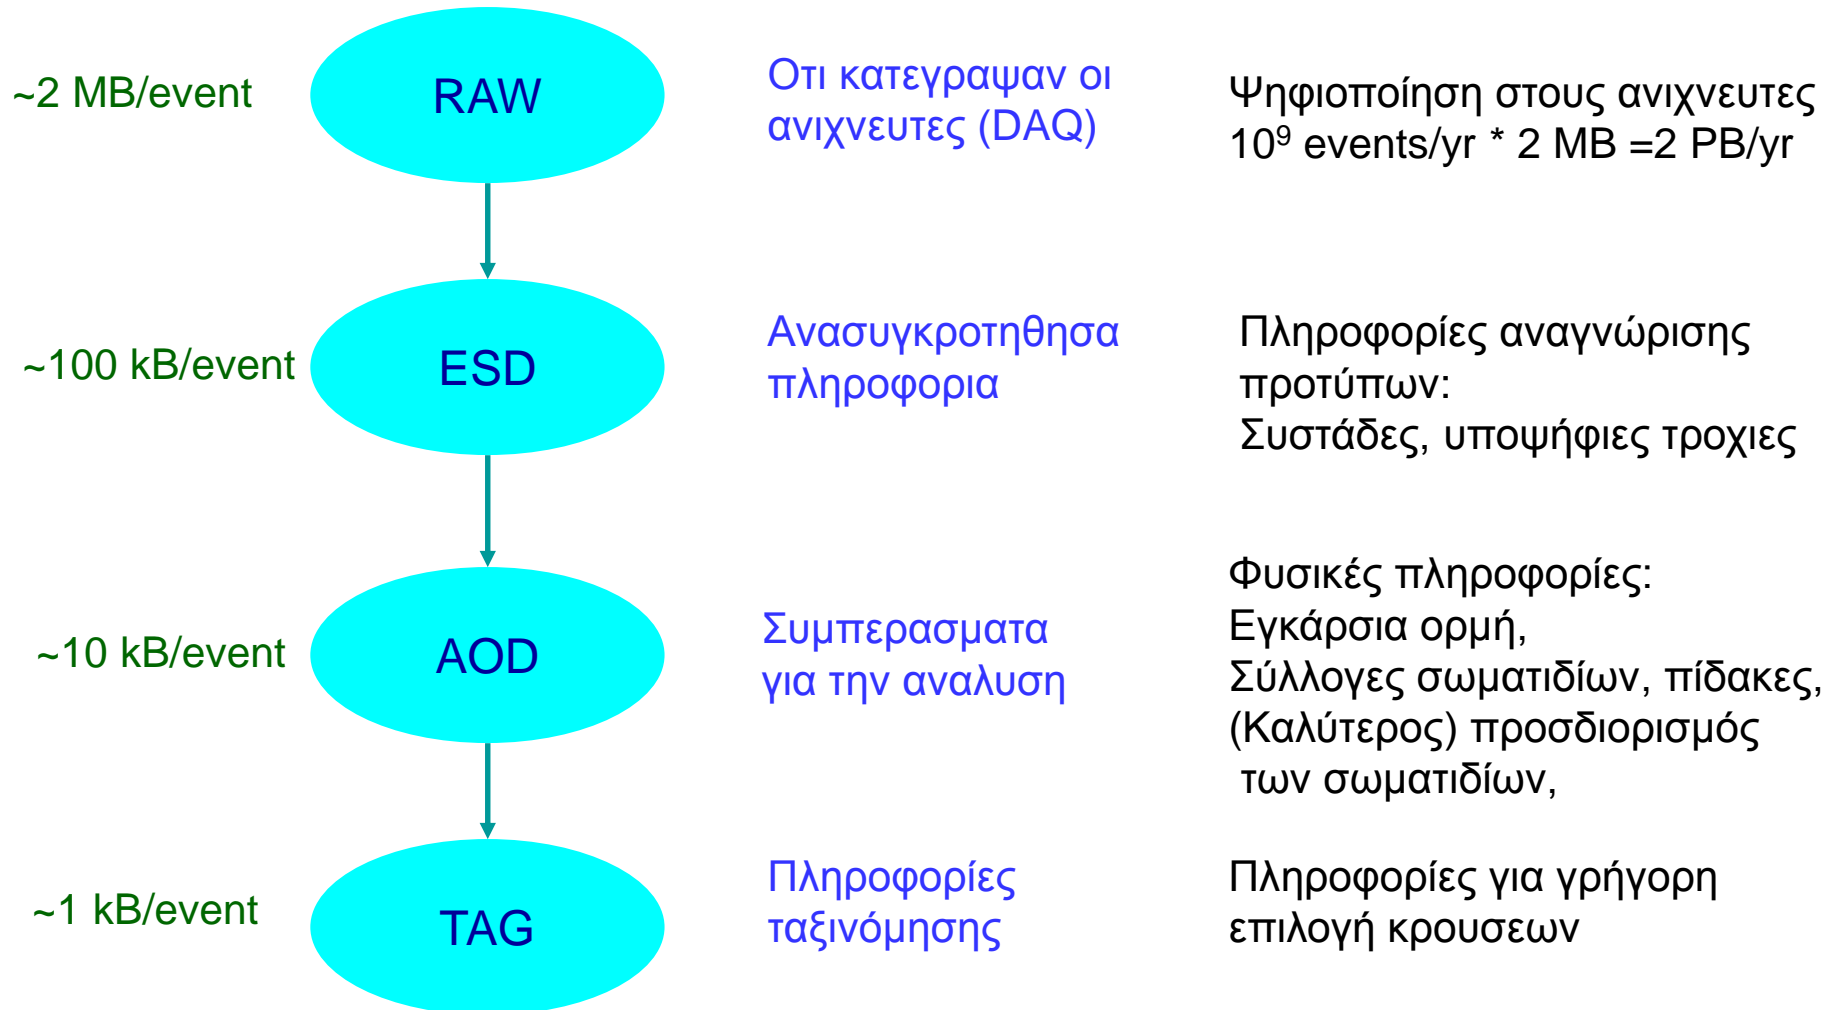 ~2 MB/event
RAW
Οτι κατεγραψαν οι
ανιχνευτες (DAQ)
Ψηφιοποίηση στους ανιχνευτες
10⁹ events/yr * 2 MB =2 PB/yr
~100 kB/event
ESD
Ανασυγκροτηθησα
πληροφορια
Πληροφορίες αναγνώρισης
προτύπων:
Συστάδες, υποψήφιες τροχιες
~10 kB/event
AOD
Συμπερασματα
για την αναλυση
Φυσικές πληροφορίες:
Εγκάρσια ορμή,
Σύλλογες σωματιδίων, πίδακες,
(Καλύτερος) προσδιορισμός
των σωματιδίων,
~1 kB/event
TAG
Πληροφορίες
ταξινόμησης
Πληροφορίες για γρήγορη
επιλογή κρουσεων